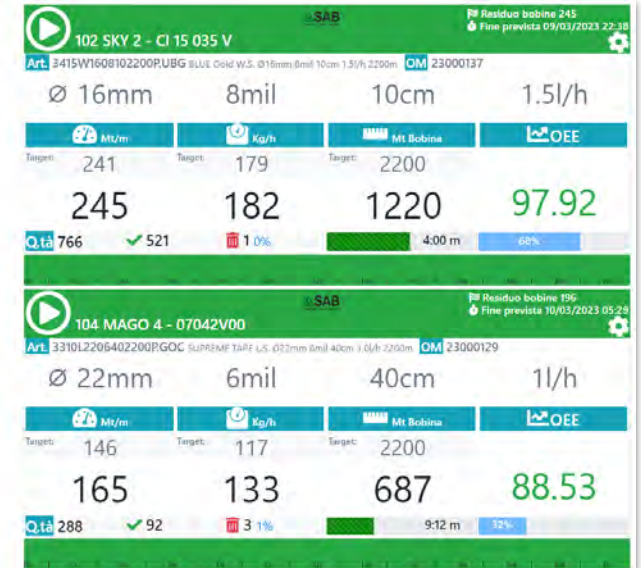 SAB
Residuo bobine 245
Fine prevista 09/03/2023 22:38
102 SKY 2 - CI 15 035 V
Art. 3415W1608102200P.UBG BLUE Gold W.S. Ø16mm 8mil 10cm 1.5l/h 2200m OM 23000137
Ø 16mm 8mil 10cm 1.5l/h
Mt/m Kg/h Mt Bobina OEE
Target: 241 Target: 179 Target: 2200
245 182 1220 97.92
Q.tà 766 521 1 0% 4:00 m 68%
SAB
Residuo bobine 196
Fine prevista 10/03/2023 05:29
104 MAGO 4 - 07042V00
Art. 3310L2206402200P.GOC SUPREME TAPE L.S. Ø22mm 6mil 40cm 1.0l/h 2200m OM 23000129
Ø 22mm 6mil 40cm 1l/h
Mt/m Kg/h Mt Bobina OEE
Target: 146 Target: 117 Target: 2200
165 133 687 88.53
Q.tà 288 92 3 1% 9:12 m 32%